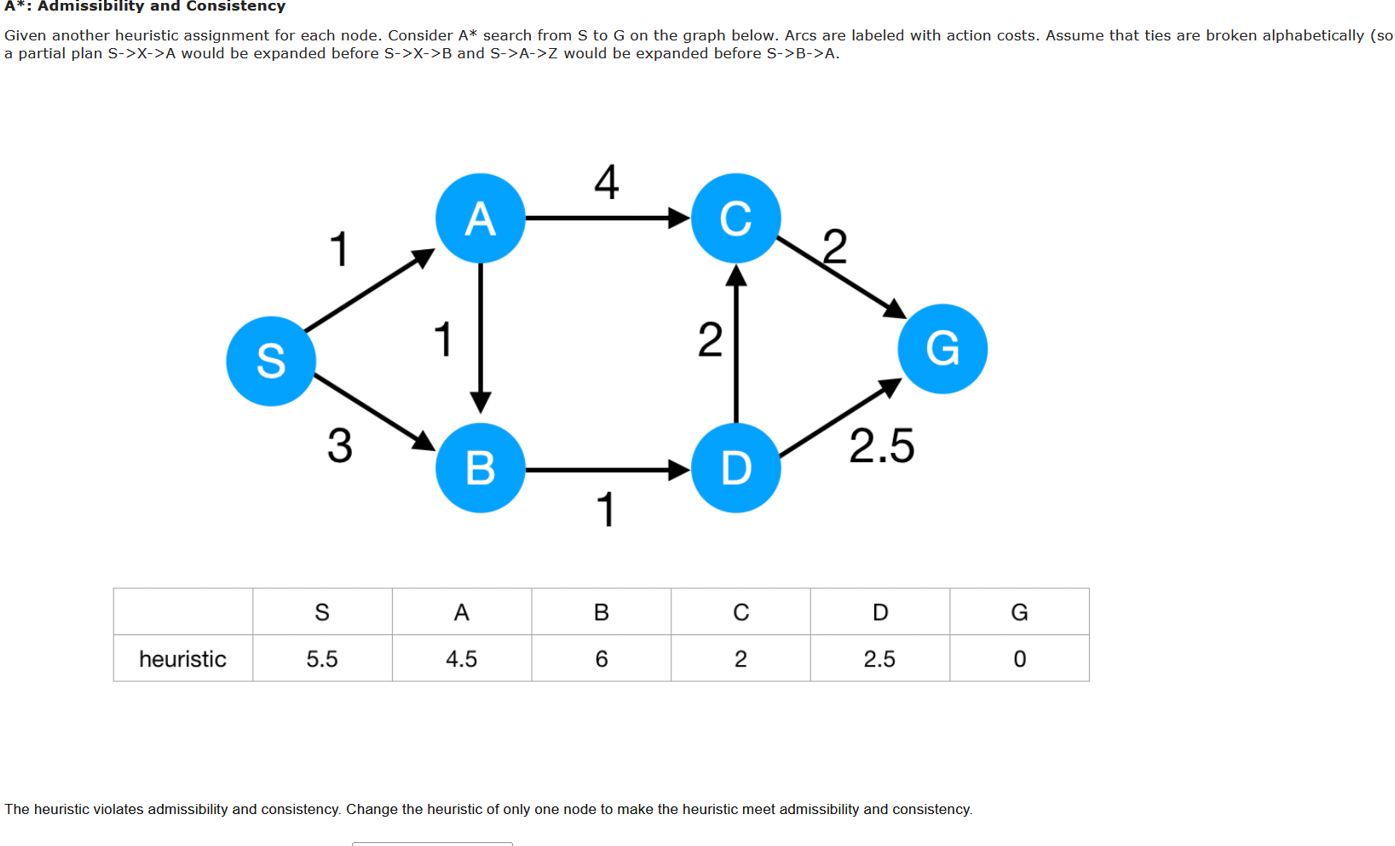 A*: Admissibility and Consistency
Given another heuristic assignment for each node. Consider A* search from S to G on the graph below. Arcs are labeled with action costs. Assume that ties are broken alphabetically (so
a partial plan S->X->A would be expanded before S->X->B and S->A->Z would be expanded before S->B->A.
4
A
C
1
2
1
2
S
G
3
2.5
B
D
1
S A B C D G
heuristic 5.5 4.5 6 2 2.5 0
The heuristic violates admissibility and consistency. Change the heuristic of only one node to make the heuristic meet admissibility and consistency.